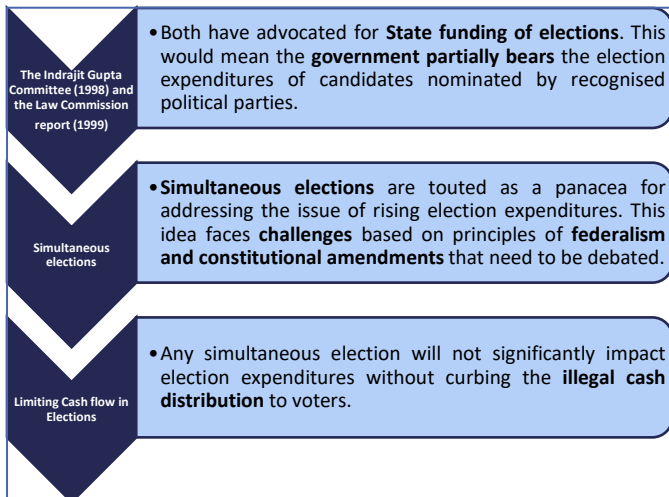 The Indrajit Gupta
Committee (1998) and
the Law Commission
report (1999)
•Both have advocated for State funding of elections. This
would mean the government partially bears the election
expenditures of candidates nominated by recognised
political parties.
Simultaneous
elections
•Simultaneous elections are touted as a panacea for
addressing the issue of rising election expenditures. This
idea faces challenges based on principles of federalism
and constitutional amendments that need to be debated.
Limiting Cash flow in
Elections
•Any simultaneous election will not significantly impact
election expenditures without curbing the illegal cash
distribution to voters.